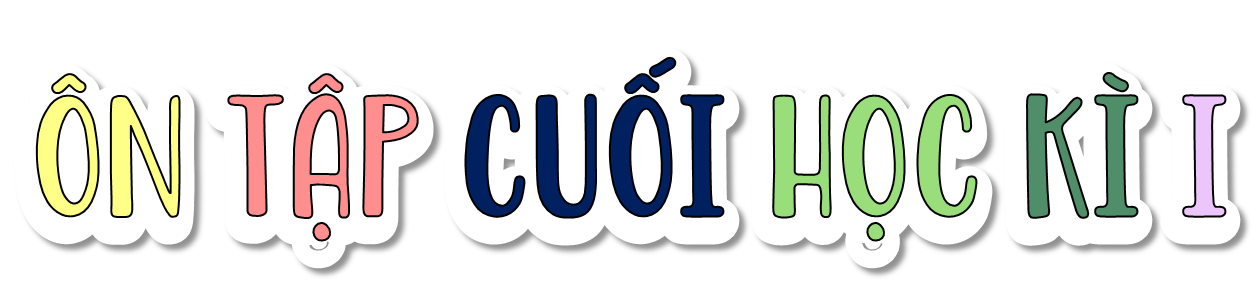 ÔN TẬP CUỐI HỌC KÌ I